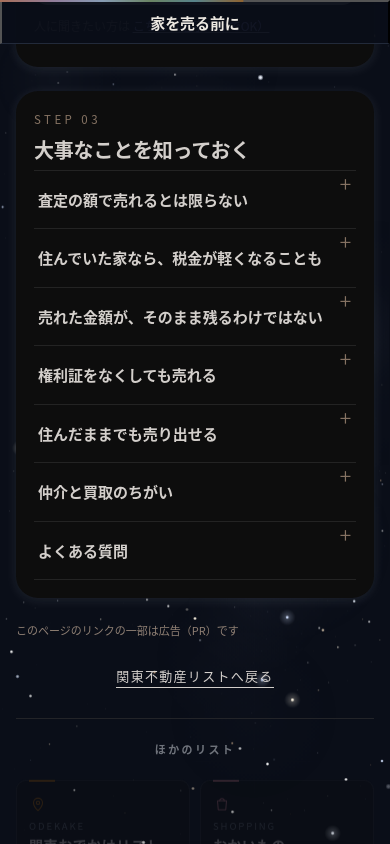 家を売る前に
STEP 03
大事なことを知っておく
査定の額で売れるとは限らない
住んでいた家なら、税金が軽くなることも
売れた金額が、そのまま残るわけではない
権利証をなくしても売れる
住んだままでも売り出せる
仲介と買取のちがい
よくある質問
このページのリンクの一部は広告（PR）です
関東不動産リストへ戻る
ほかのリスト
ODEKAKE
SHOPPING